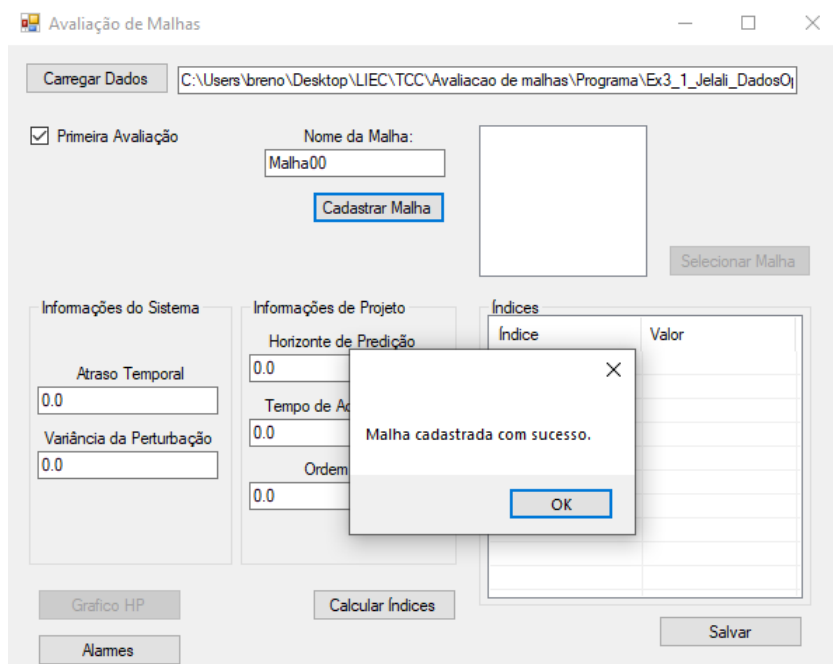 Avaliação de Malhas
Carregar Dados
C:\Users\breno\Desktop\LIEC\TCC\Avaliacao de malhas\Programa\Ex3_1_Jelali_DadosO
Primeira Avaliação
Nome da Malha:
Malha00
Cadastrar Malha
Selecionar Malha
Informações do Sistema
Atraso Temporal
0.0
Variância da Perturbação
0.0
Informações de Projeto
Horizonte de Predição
0.0
Tempo de Ac
0.0
Ordem
0.0
Índices
Índice Valor
Malha cadastrada com sucesso.
OK
Grafico HP
Calcular Índices
Salvar
Alarmes